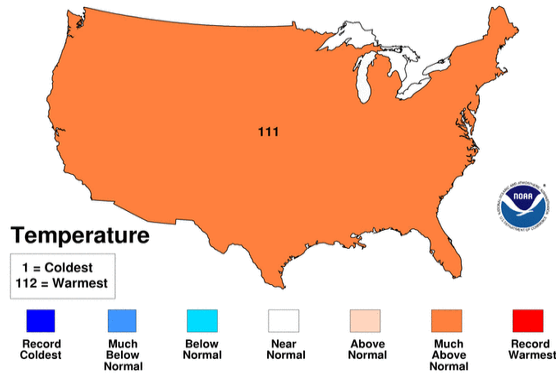 111
NOAA
Temperature
1 = Coldest
112 = Warmest
Record
Coldest
Much
Below
Normal
Below
Normal
Near
Normal
Above
Normal
Much
Above
Normal
Record
Warmest